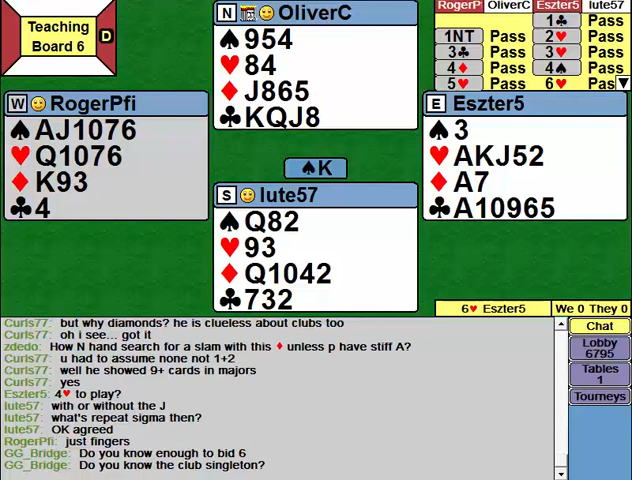 Teaching
Board 6
D
N OliverC
♠954
♥84
♦J865
♣KQJ8
RogerP OliverC Eszter5 lute57
1♣ Pass
1NT Pass 2♥ Pass
3♣ Pass 3♥ Pass
4♦ Pass 4♠ Pass
5♥ Pass 6♥ Pas
W RogerPfi
♠AJ1076
♥Q1076
♦K93
♣4
♠K
E Eszter5
♠3
♥AKJ52
♦A7
♣A10965
S lute57
♠Q82
♥93
♦Q1042
♣732
6♥ Eszter5 We 0 They 0
Curls77: but why diamonds? he is clueless about clubs too
Curls77: oh i see... got it
zdedo: How N hand search for a slam with this ♦ unless p have stiff A?
Curls77: u had to assume none not 1+2
Curls77: well he showed 9+ cards in majors
Curls77: yes
Eszter5: 4♥ to play?
lute57: with or without the J
lute57: what's repeat sigma then?
lute57: OK agreed
RogerPfi: just fingers
GG_Bridge: Do you know enough to bid 6
GG_Bridge: Do you know the club singleton?
Chat
Lobby
6795
Tables
1
Tourneys